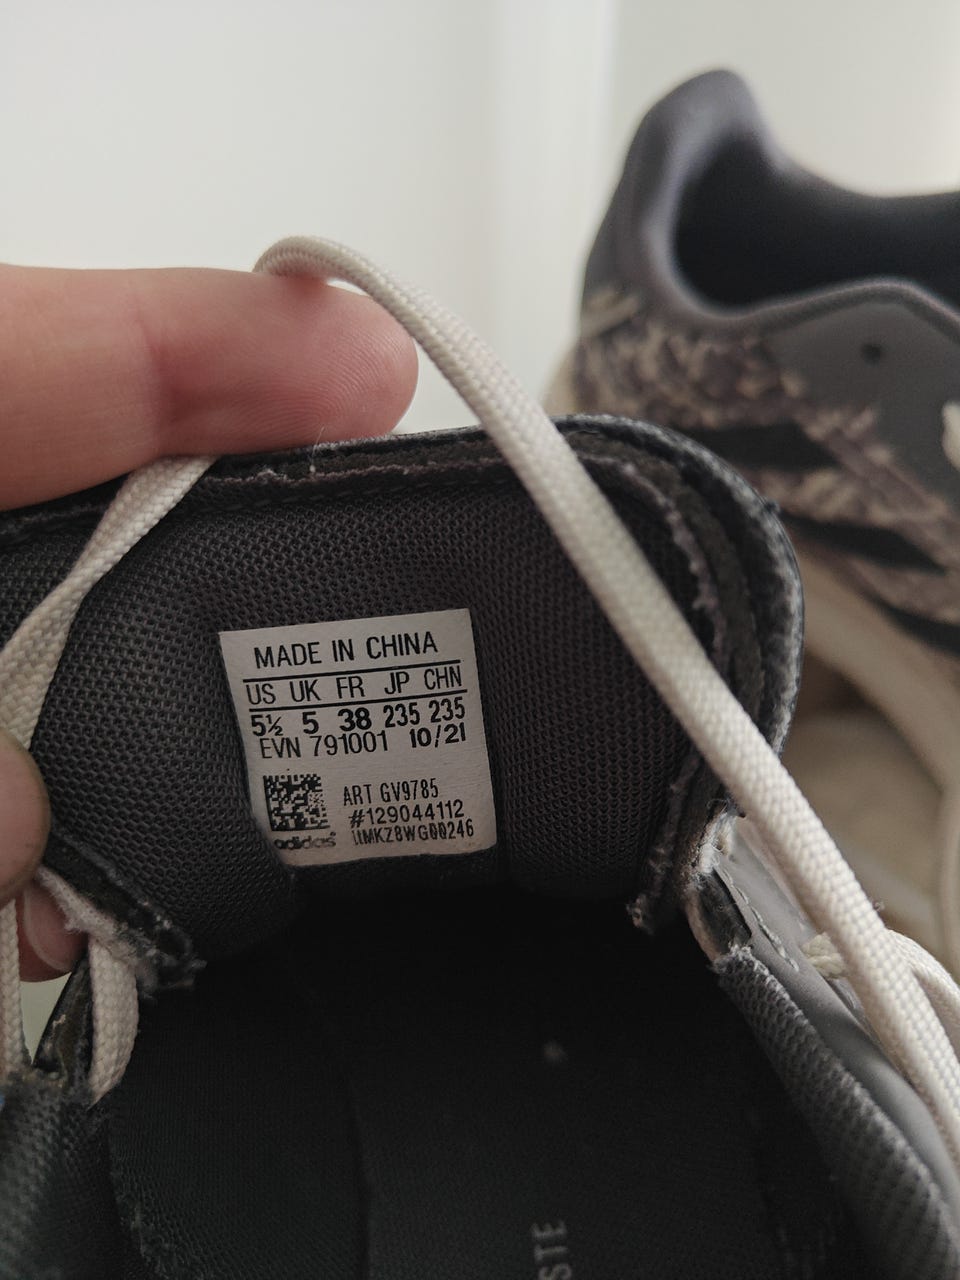 MADE IN CHINA
US UK FR JP CHN
5½ 5 38 235 235
EVN 791001 10/21
ART GV9785
#129044112
adidas
STE